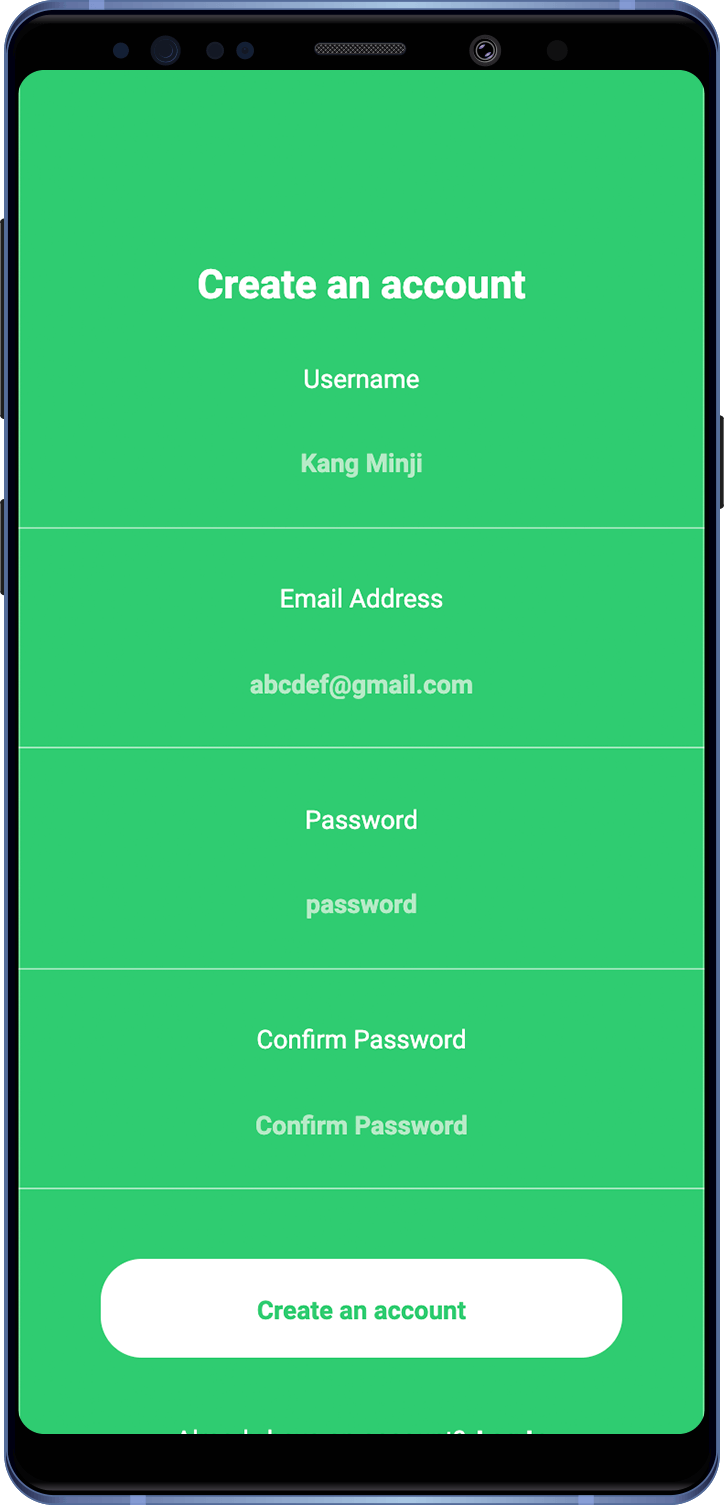 Create an account
Username
Kang Minji
Email Address
abcdef@gmail.com
Password
password
Confirm Password
Confirm Password
Create an account